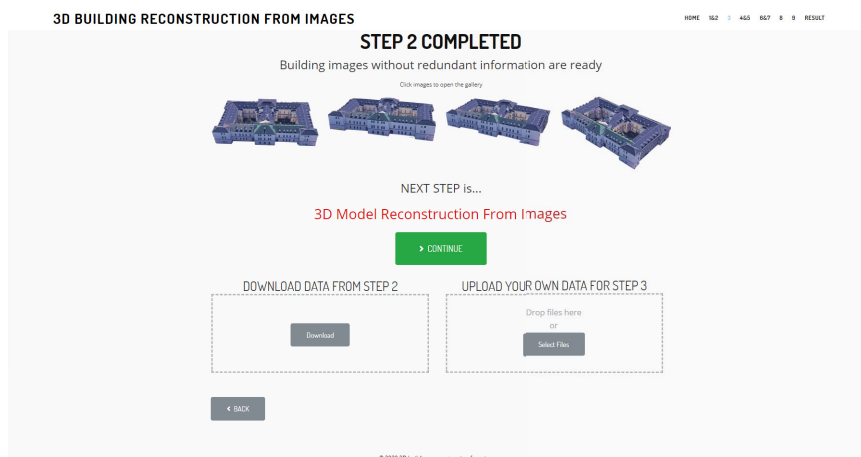 3D BUILDING RECONSTRUCTION FROM IMAGES
HOME 1&2 3 4&5 6&7 8 9 RESULT
STEP 2 COMPLETED
Building images without redundant information are ready
Click images to open the gallery
NEXT STEP is...
3D Model Reconstruction From Images
CONTINUE
DOWNLOAD DATA FROM STEP 2
Download
UPLOAD YOUR OWN DATA FOR STEP 3
Drop files here
or
Select Files
BACK